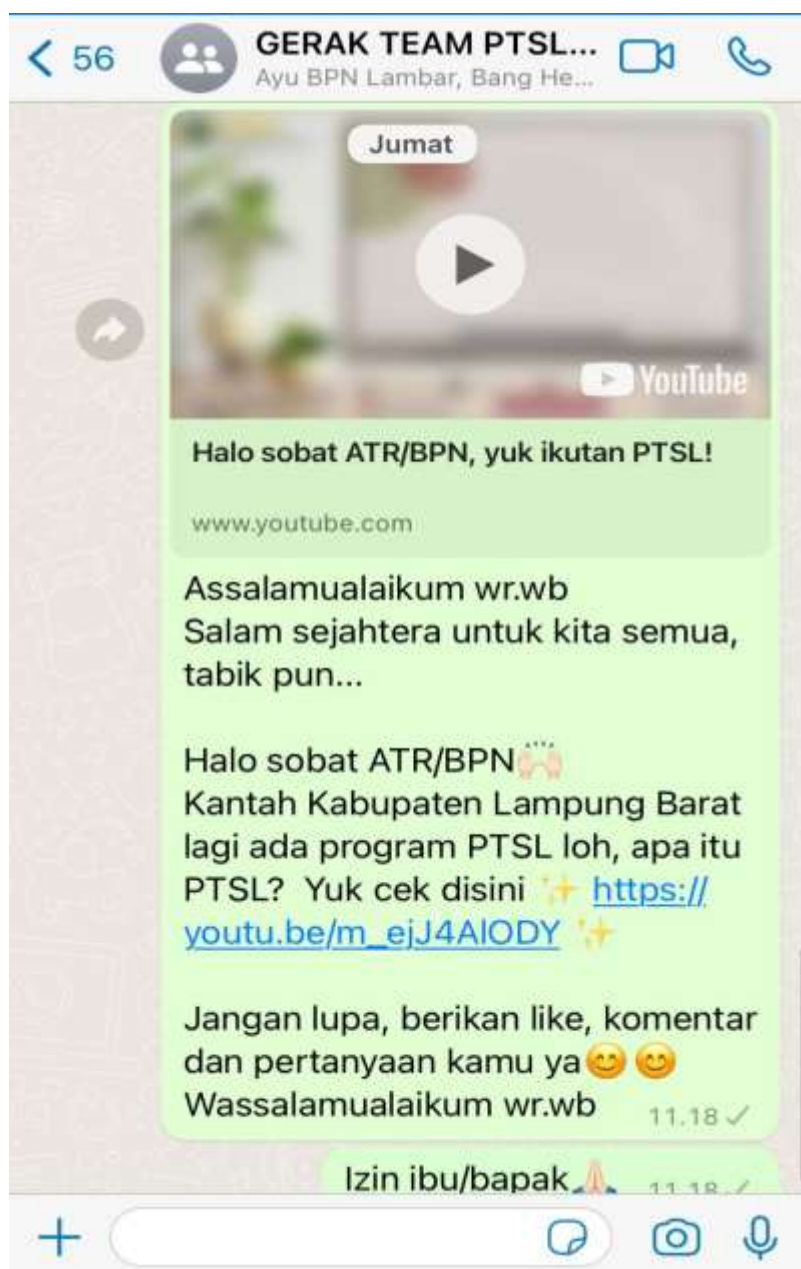 56
GERAK TEAM PTSL...
Ayu BPN Lambar, Bang He...
Jumat
YouTube
Halo sobat ATR/BPN, yuk ikutan PTSL!
www.youtube.com
Assalamualaikum wr.wb
Salam sejahtera untuk kita semua,
tabik pun...
Halo sobat ATR/BPN🙌🏻
Kantah Kabupaten Lampung Barat
lagi ada program PTSL loh, apa itu
PTSL? Yuk cek disini ✨ https://
youtu.be/m_ejJ4AlODY ✨
Jangan lupa, berikan like, komentar
dan pertanyaan kamu ya😊😊
Wassalamualaikum wr.wb
11.18
Izin ibu/bapak🙏🏻
11.18